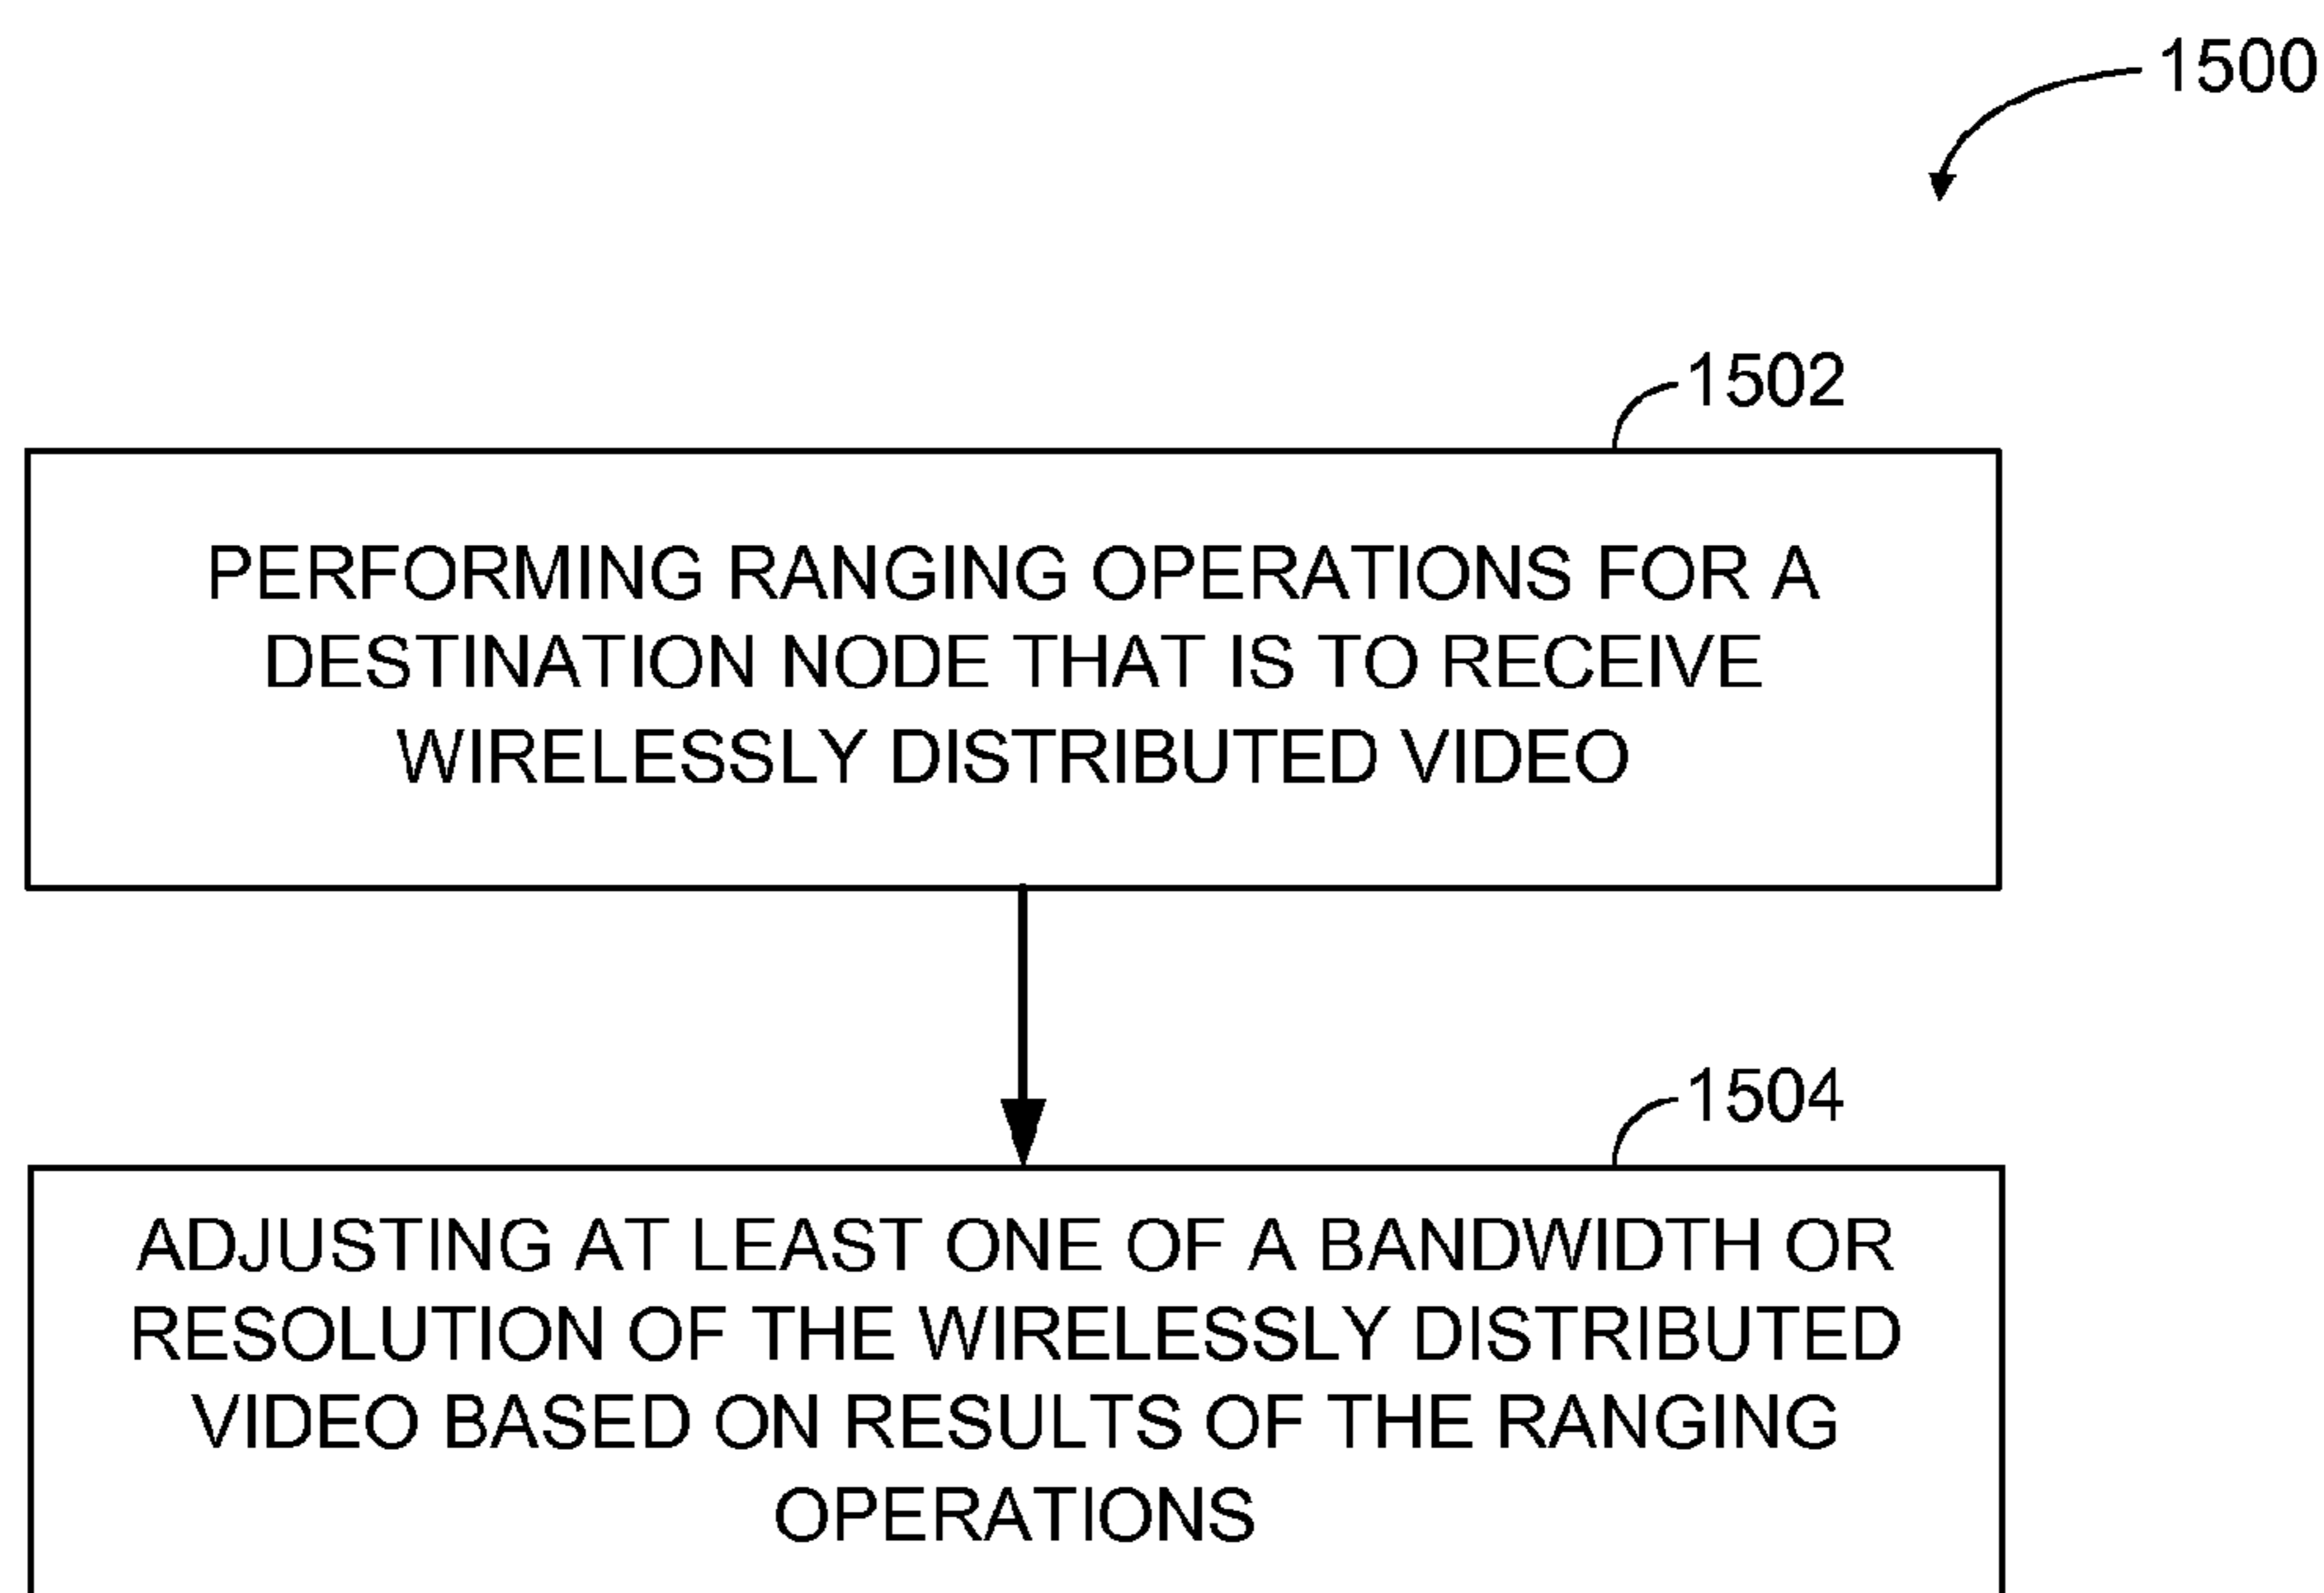 1500
1502
PERFORMING RANGING OPERATIONS FOR A
DESTINATION NODE THAT IS TO RECEIVE
WIRELESSLY DISTRIBUTED VIDEO
1504
ADJUSTING AT LEAST ONE OF A BANDWIDTH OR
RESOLUTION OF THE WIRELESSLY DISTRIBUTED
VIDEO BASED ON RESULTS OF THE RANGING
OPERATIONS